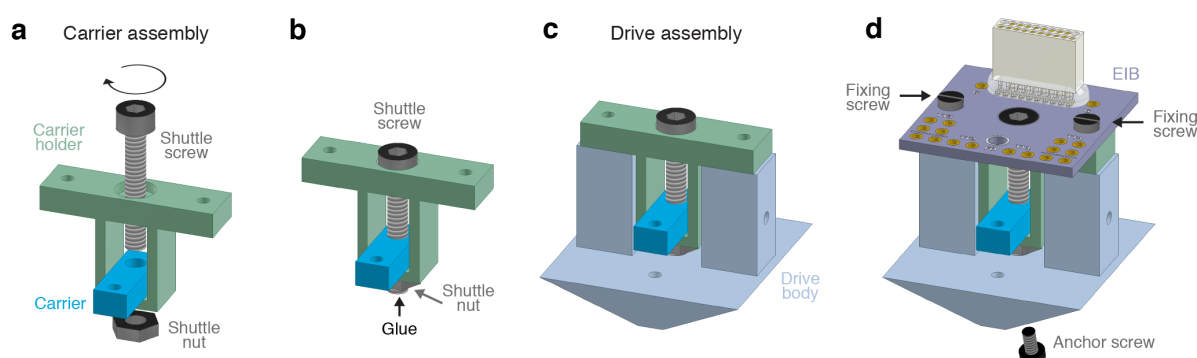 a Carrier assembly
Carrier
holder
Shuttle
screw
Carrier
Shuttle
nut
b
Shuttle
screw
Shuttle
nut
Glue
c Drive assembly
Drive
body
d
EIB
Fixing
screw
Fixing
screw
Anchor screw